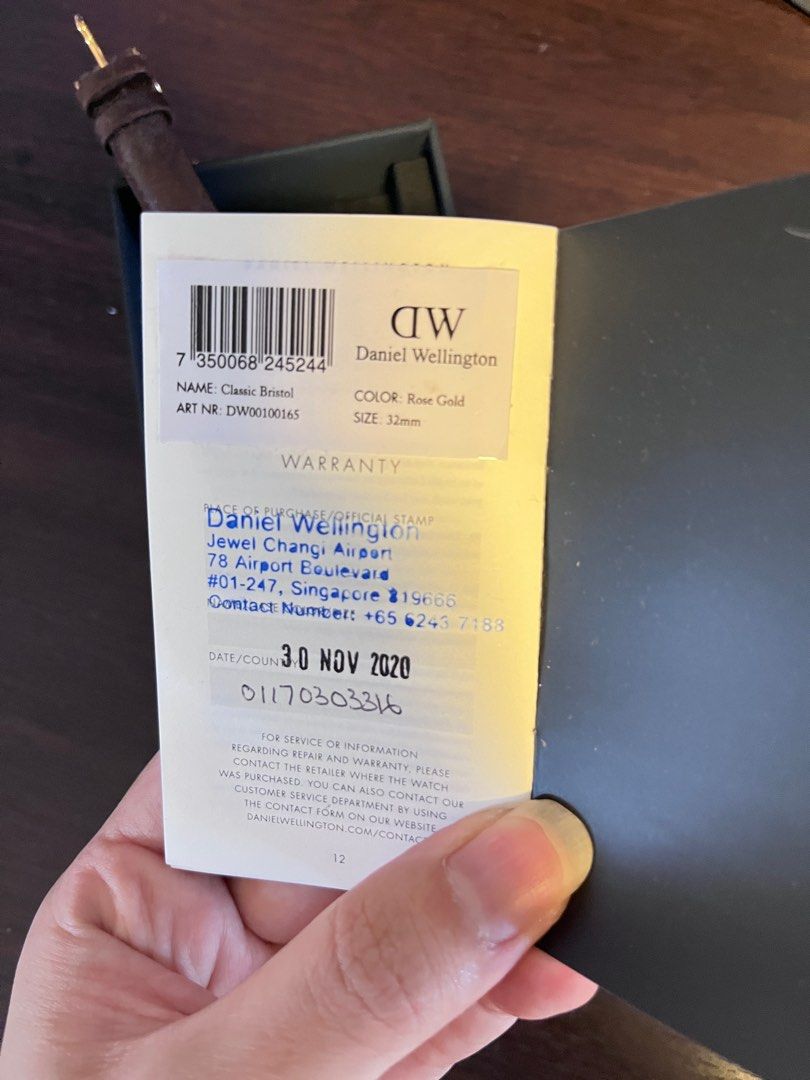 7 350068 245244
DW
Daniel Wellington
NAME: Classic Bristol
COLOR: Rose Gold
ART NR: DW00100165
SIZE: 32mm
WARRANTY
PLACE OF PURCHASE/OFFICIAL STAMP
Daniel Wellington
Jewel Changi Airport
78 Airport Boulevard
#01-247, Singapore 819666
Contact Number: +65 6243 7188
DATE/COUNTRY
30 NOV 2020
01170303316
FOR SERVICE OR INFORMATION
REGARDING REPAIR AND WARRANTY, PLEASE
CONTACT THE RETAILER WHERE THE WATCH
WAS PURCHASED. YOU CAN ALSO CONTACT OUR
CUSTOMER SERVICE DEPARTMENT BY USING
THE CONTACT FORM ON OUR WEBSITE
DANIELWELLINGTON.COM/CONTACT
12